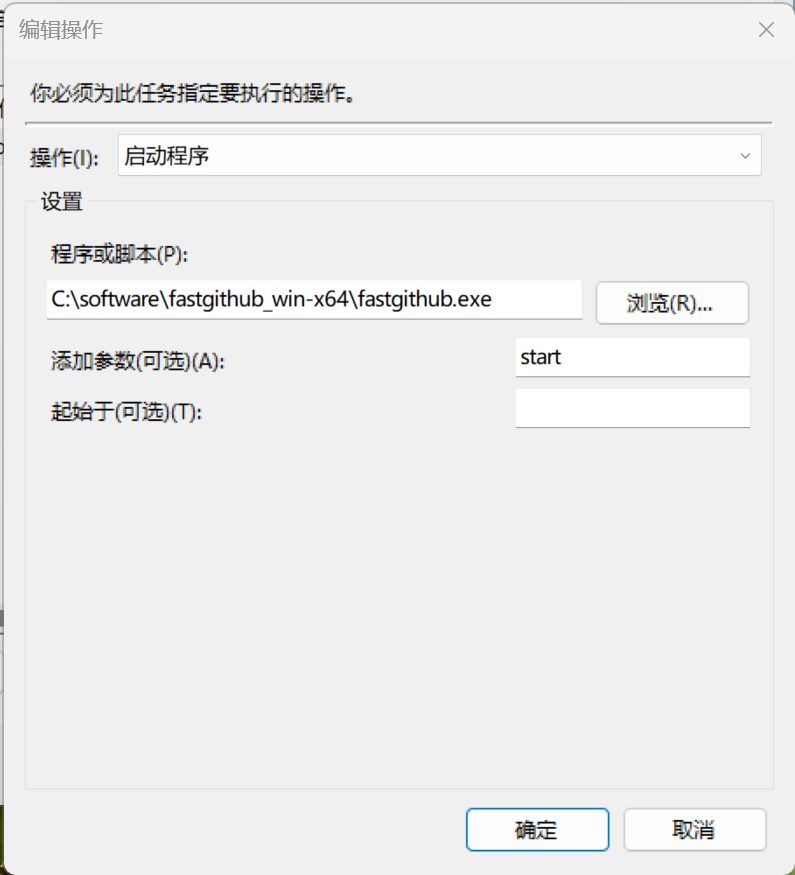 编辑操作
你必须为此任务指定要执行的操作。
操作(I): 启动程序
设置
程序或脚本(P):
C:\software\fastgithub_win-x64\fastgithub.exe 浏览(R)...
添加参数(可选)(A): start
起始于(可选)(T):
确定 取消